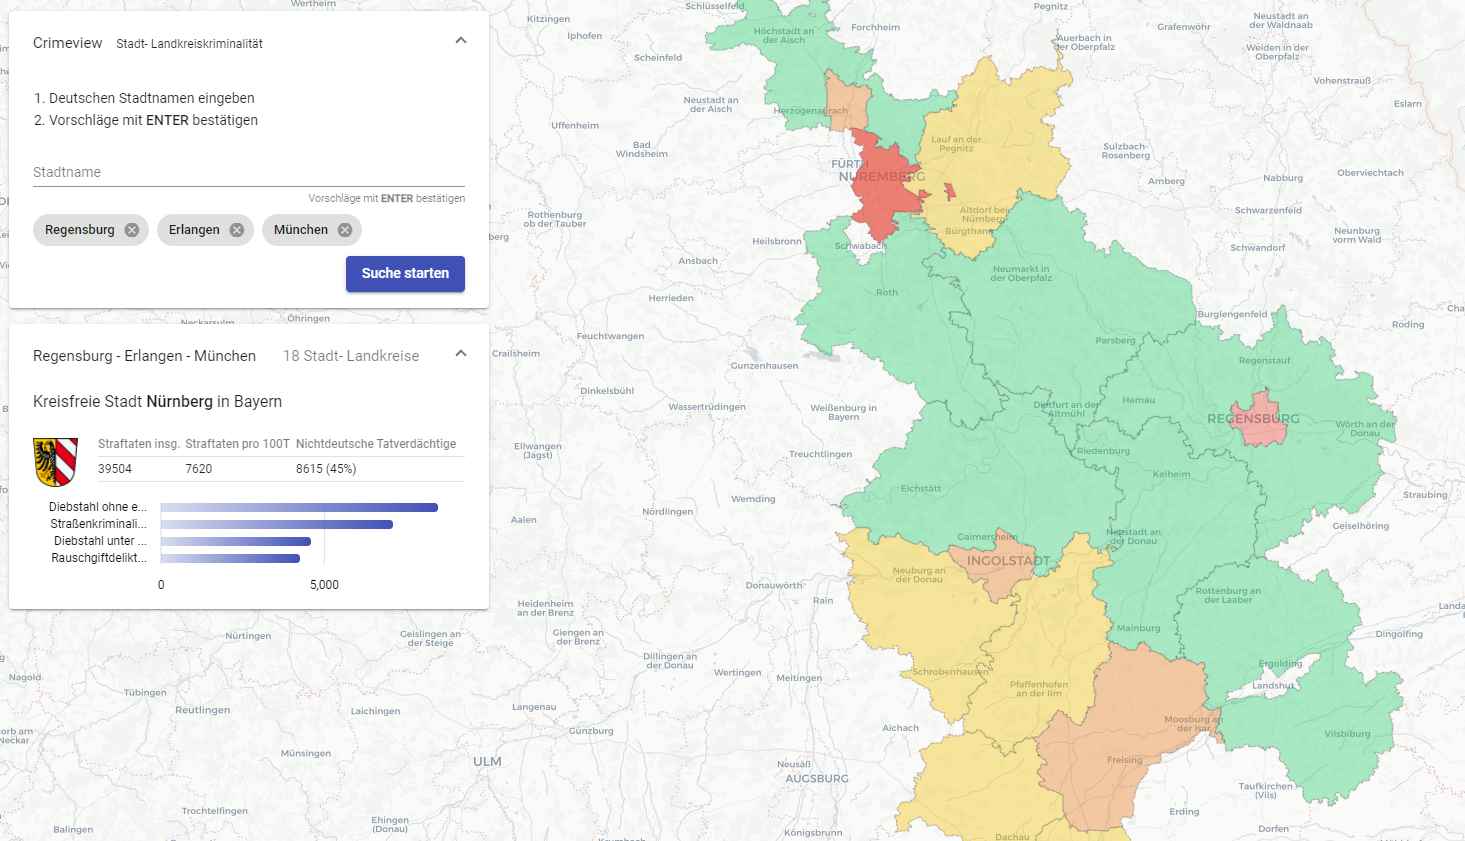 Crimeview Stadt- Landkreiskriminalität
1. Deutschen Stadtnamen eingeben
2. Vorschläge mit ENTER bestätigen
Stadtname
Vorschläge mit ENTER bestätigen
Regensburg
Erlangen
München
Suche starten
Regensburg - Erlangen - München 18 Stadt- Landkreise
Kreisfreie Stadt Nürnberg in Bayern
Straftaten insg. Straftaten pro 100T Nichtdeutsche Tatverdächtige
39504 7620 8615 (45%)
Diebstahl ohne e...
Straßenkriminali...
Diebstahl unter ...
Rauschgiftdelikt...
0 5,000
Wertheim
Schlüsselfeld
Pegnitz
Kitzingen
Iphofen
Höchstadt an
der Aisch
Forchheim
Auerbach in
der Oberpfalz
Grafenwöhr
Neustadt an
der Waldnaab
Weiden in der
Oberpfalz
Scheinfeld
Vohenstrauß
Eslarn
Neustadt an
der Aisch
Herzogenaurach
Uffenheim
Bad
Windsheim
Lauf an der
Pegnitz
Sulzbach-
Rosenberg
FÜRTH
NUREMBERG
Amberg
Nabburg
Oberviechtach
Rothenburg
ob der Tauber
Altdorf bei
Nürnberg
Burgthann
Schwarzenfeld
Neunburg
vorm Wald
Heilsbronn
Schwabach
Schwandorf
Ansbach
Neumarkt in
der Oberpfalz
Herrieden
Roth
Neckarsulm
Öhringen
Burglengenfeld
Roding
Feuchtwangen
Parsberg
Crailsheim
Gunzenhausen
Regenstauf
Dinkelsbühl
Wassertrüdingen
Weißenburg in
Bayern
Dietfurt an der
Altmühl
Hemau
REGENSBURG
Wörth an der
Donau
Ellwangen
(Jagst)
Treuchtlingen
Riedenburg
Kelheim
Eichstätt
Wemding
Straubing
Nördlingen
Aalen
Geiselhöring
Gaimersheim
Neustadt an
der Donau
INGOLSTADT
Neuburg an
der Donau
Donauwörth
Rain
Rottenburg an
der Laaber
Heidenheim
an der Brenz
Mainburg
Nürtingen
Geislingen an
der Steige
Giengen an
der Brenz
Dingolfing
Dillingen an
der Donau
Ergolding
Wertingen
Meitingen
Schrobenhausen
Landshut
Nagold
Tübingen
Pfaffenhofen
an der Ilm
Reutlingen
Laichingen
Langenau
Günzburg
Aichach
Moosburg an
der Isar
Vilsbiburg
Münsingen
ULM
Neusäß
AUGSBURG
Freising
Taufkirchen
(Vils)
Trochtelfingen
Erding
Balingen
Ehingen
(Donau)
Königsbrunn
Dachau
Dorfen